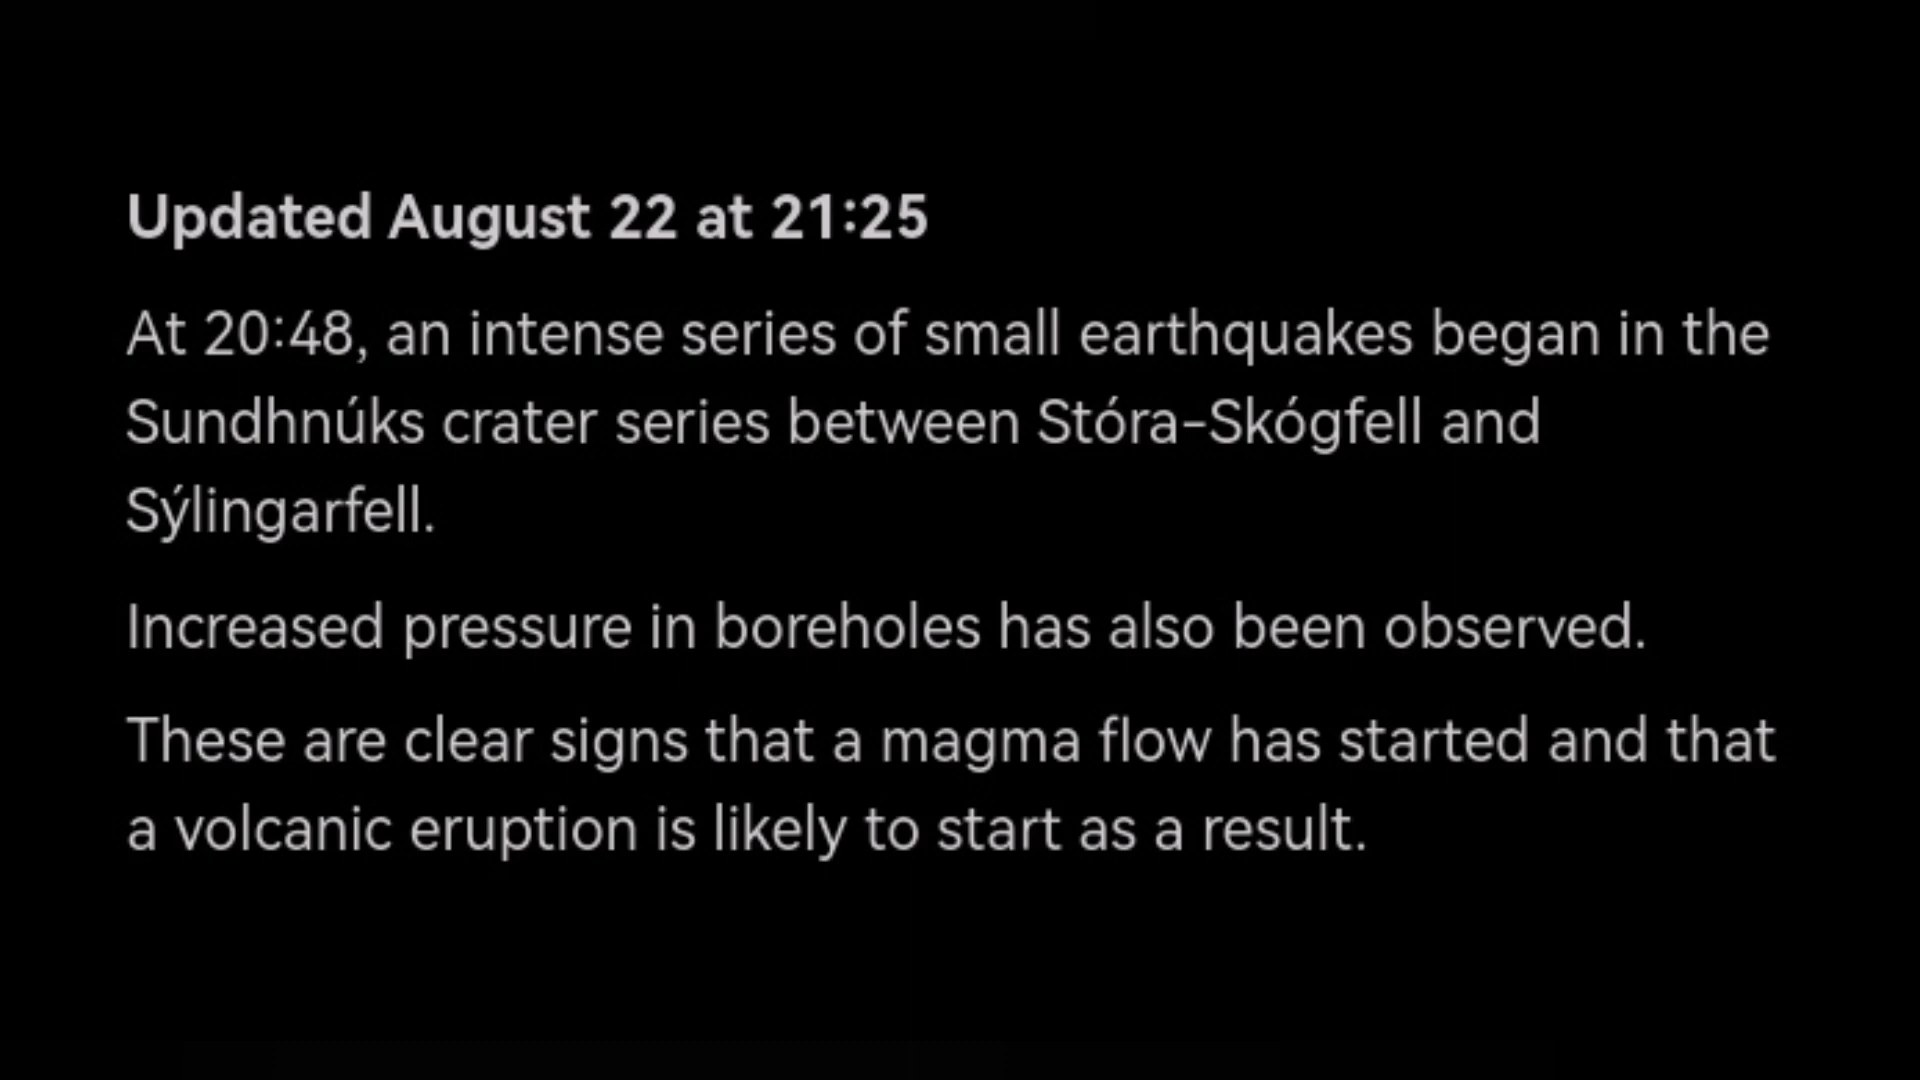 Updated August 22 at 21:25
At 20:48, an intense series of small earthquakes began in the
Sundhnúks crater series between Stóra-Skógfell and
Sýlingarfell.
Increased pressure in boreholes has also been observed.
These are clear signs that a magma flow has started and that
a volcanic eruption is likely to start as a result.